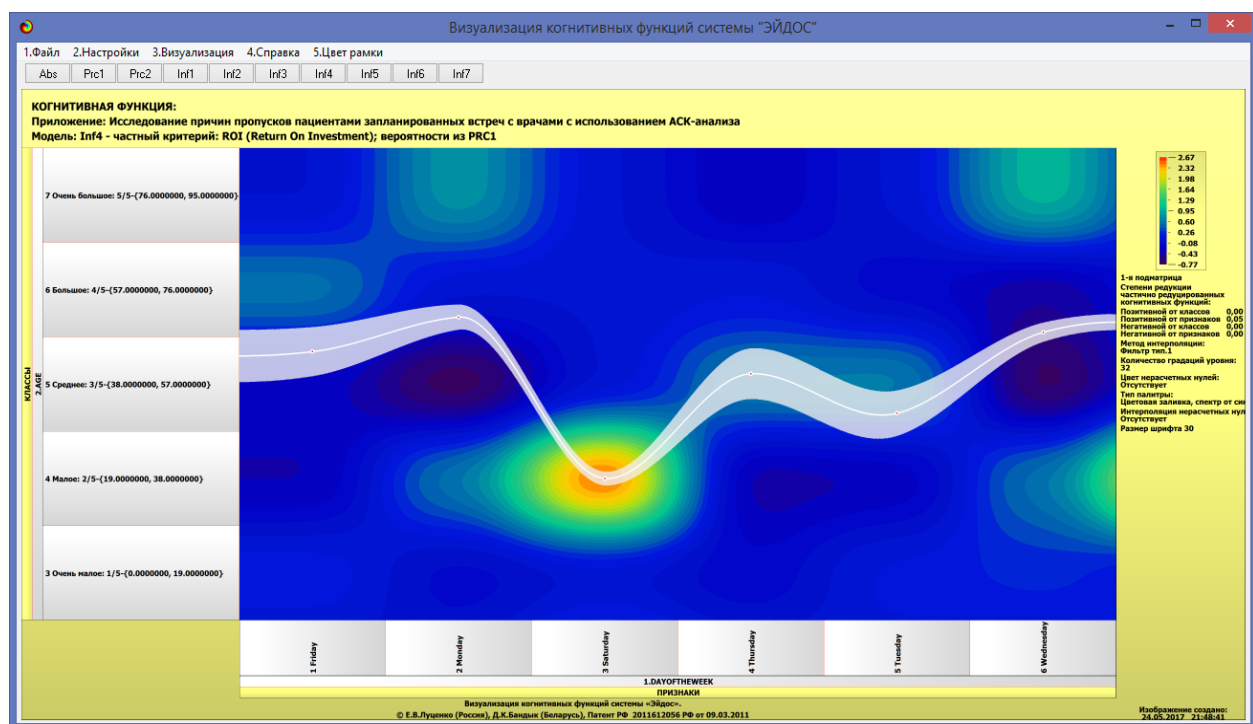 Визуализация когнитивных функций системы "ЭЙДОС"
1.Файл 2.Настройки 3.Визуализация 4.Справка 5.Цвет рамки
Abs Prc1 Prc2 Inf1 Inf2 Inf3 Inf4 Inf5 Inf6 Inf7
КОГНИТИВНАЯ ФУНКЦИЯ:
Приложение: Исследование причин пропусков пациентами запланированных встреч с врачами с использованием АСК-анализа
Модель: Inf4 - частный критерий: ROI (Return On Investment); вероятности из PRC1
КЛАССЫ
2.AGE
7 Очень большое: 5/5-{76.0000000, 95.0000000}
6 Большое: 4/5-{57.0000000, 76.0000000}
5 Среднее: 3/5-{38.0000000, 57.0000000}
4 Малое: 2/5-{19.0000000, 38.0000000}
3 Очень малое: 1/5-{0.0000000, 19.0000000}
2.67
2.32
1.98
1.64
1.29
0.95
0.60
0.26
-0.08
-0.43
-0.77
1-я подматрица
Степени редукции
частично редуцированных
когнитивных функций:
Позитивной от классов 0,00
Позитивной от признаков 0,05
Негативной от классов 0,00
Негативной от признаков 0,00
Метод интерполяции:
Фильтр тип.1
Количество градаций уровня:
32
Цвет нерасчетных нулей:
Отсутствует
Тип палитры:
Цветовая заливка, спектр от син
Интерполяция нерасчетных нул
Отсутствует
Размер шрифта 30
1 Friday
2 Monday
3 Saturday
4 Thursday
5 Tuesday
6 Wednesday
1.DAYOFTHEWEEK
ПРИЗНАКИ
Визуализация когнитивных функций системы «Эйдос».
© Е.В.Луценко (Россия), Д.К.Бандык (Беларусь), Патент РФ 2011612056 РФ от 09.03.2011
Изображение создано:
24.05.2017 21:48:41